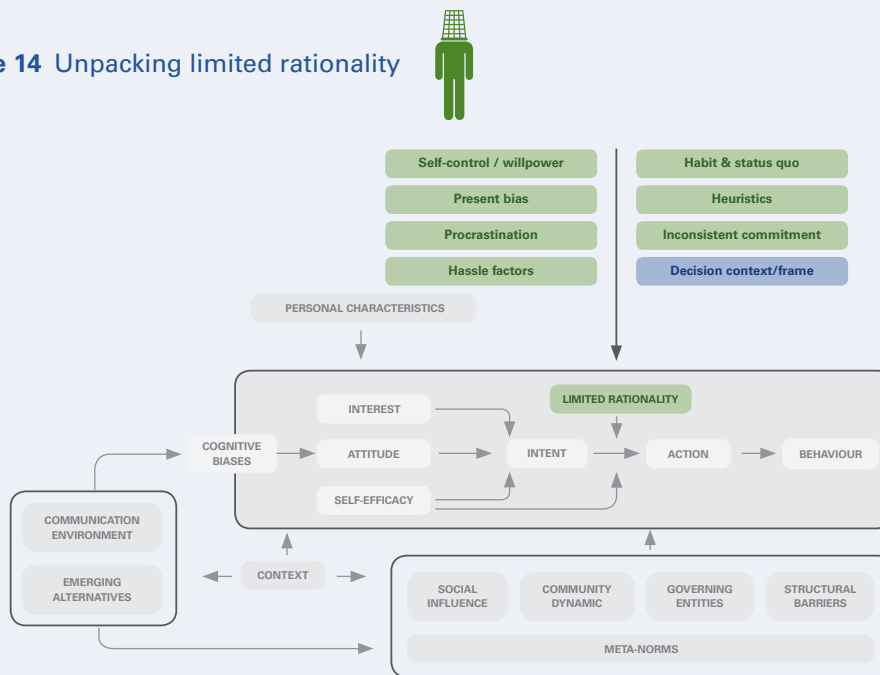 e 14 Unpacking limited rationality
Self-control / willpower
Present bias
Procrastination
Hassle factors
Habit & status quo
Heuristics
Inconsistent commitment
Decision context/frame
PERSONAL CHARACTERISTICS
LIMITED RATIONALITY
INTEREST
COGNITIVE
BIASES
ATTITUDE
INTENT
ACTION
BEHAVIOUR
SELF-EFFICACY
COMMUNICATION
ENVIRONMENT
EMERGING
ALTERNATIVES
CONTEXT
SOCIAL
INFLUENCE
COMMUNITY
DYNAMIC
GOVERNING
ENTITIES
STRUCTURAL
BARRIERS
META-NORMS